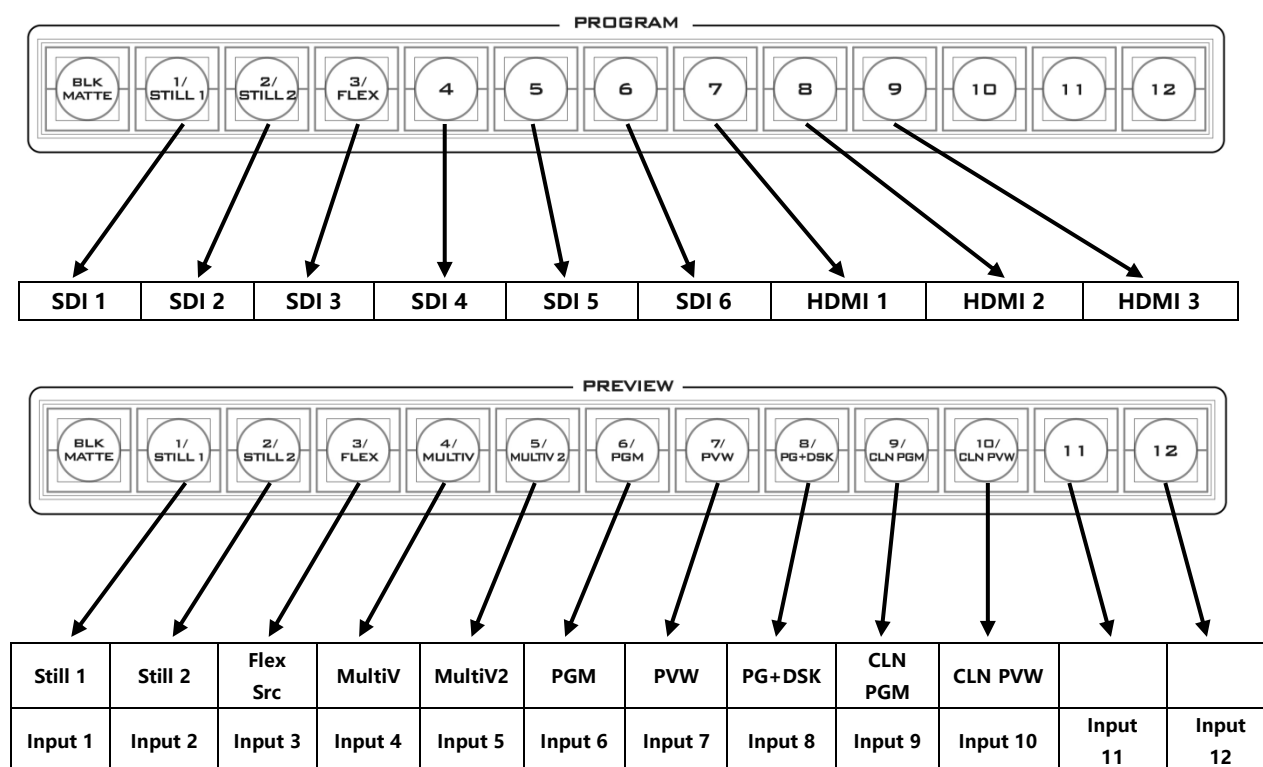 PROGRAM
BLK MATTE 1/ STILL 1 2/ STILL 2 3/ FLEX 4 5 6 7 8 9 10 11 12
SDI 1 SDI 2 SDI 3 SDI 4 SDI 5 SDI 6 HDMI 1 HDMI 2 HDMI 3
PREVIEW
BLK MATTE 1/ STILL 1 2/ STILL 2 3/ FLEX 4/ MULTIV 5/ MULTIV 2 6/ PGM 7/ PVW 8/ PG+DSK 9/ CLN PGM 10/ CLN PVW 11 12
Still 1 Still 2 Flex Src MultiV MultiV2 PGM PVW PG+DSK CLN PGM CLN PVW
Input 1 Input 2 Input 3 Input 4 Input 5 Input 6 Input 7 Input 8 Input 9 Input 10 Input 11 Input 12